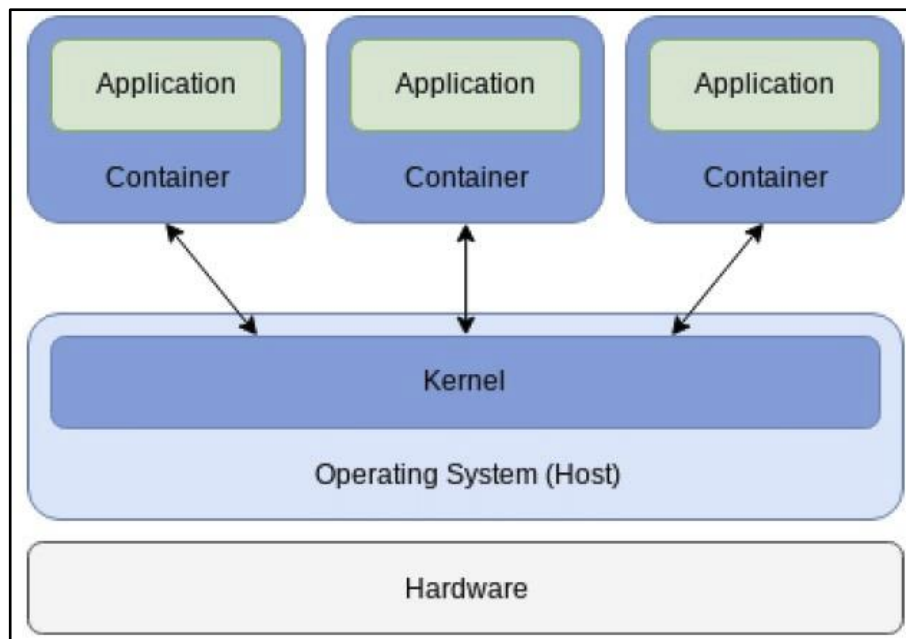 Application
Application
Application
Container
Container
Container
Kernel
Operating System (Host)
Hardware